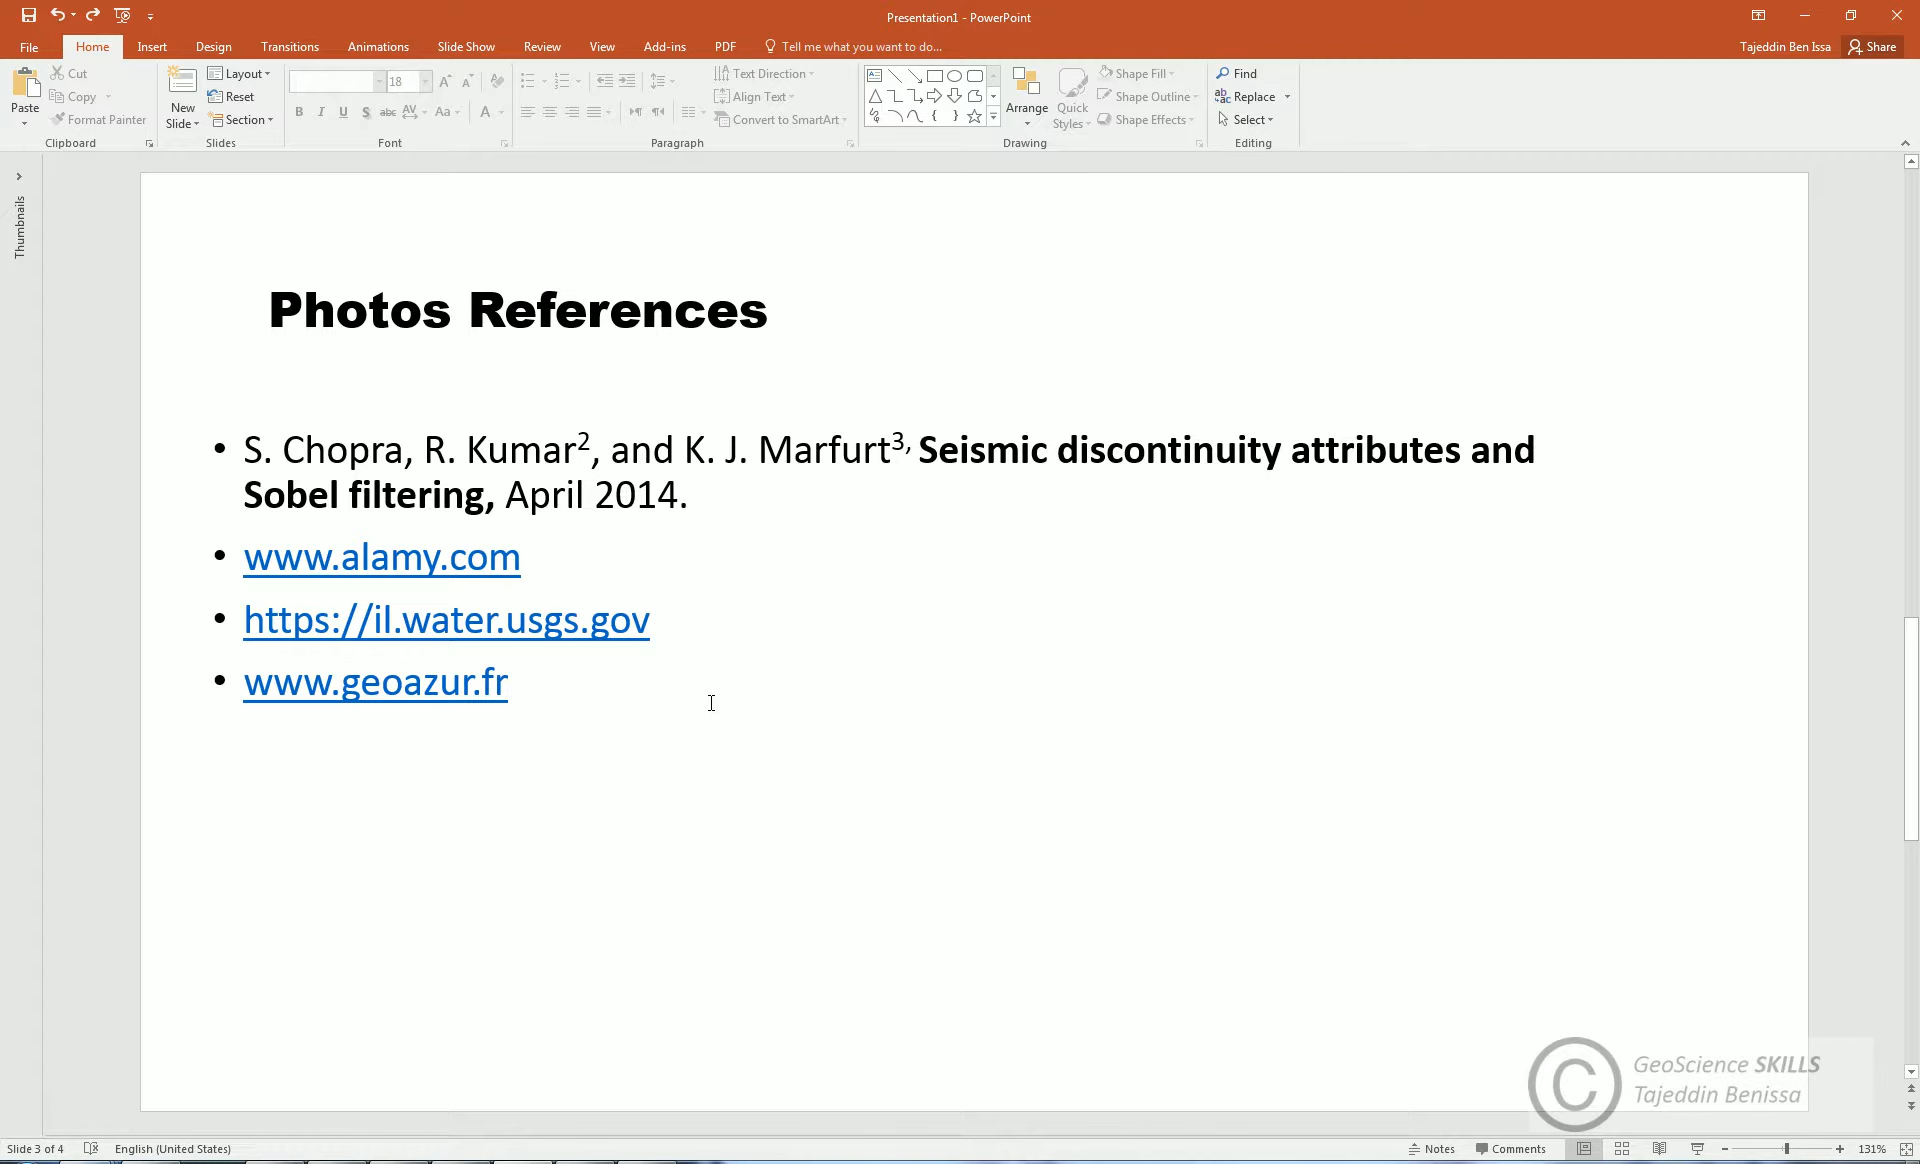 Presentation1 - PowerPoint
File Home Insert Design Transitions Animations Slide Show Review View Add-ins PDF Tell me what you want to do... Tajeddin Ben Issa Share
Paste
Cut
Copy
Format Painter
Clipboard
New
Slide
Layout
Reset
Section
Slides
18
B I U S abc AV Aa A
Font
Text Direction
Align Text
Convert to SmartArt
Paragraph
Arrange
Quick
Styles
Shape Fill
Shape Outline
Shape Effects
Drawing
Find
Replace
Select
Editing
Thumbnails
Photos References
• S. Chopra, R. Kumar², and K. J. Marfurt³, Seismic discontinuity attributes and
Sobel filtering, April 2014.
• www.alamy.com
• https://il.water.usgs.gov
• www.geoazur.fr
© GeoScience SKILLS
Tajeddin Benissa
Slide 3 of 4 English (United States) Notes Comments 131%